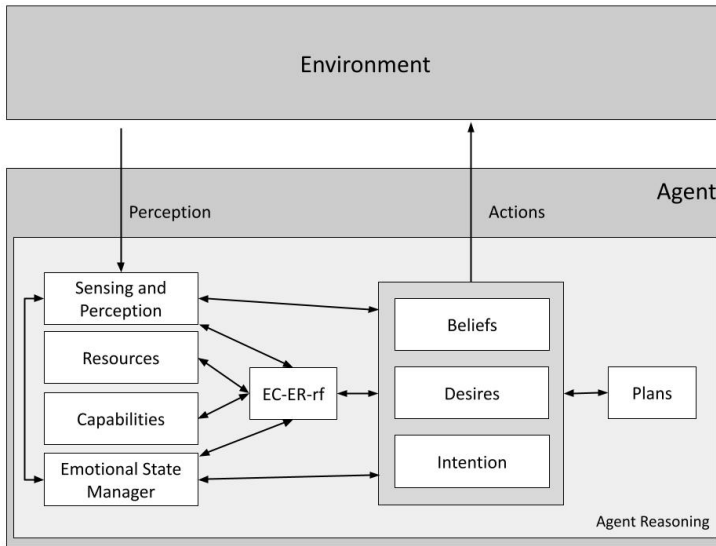 Environment
Agent
Perception
Actions
Sensing and
Perception
Beliefs
Resources
EC-ER-rf
Desires
Plans
Capabilities
Intention
Emotional State
Manager
Agent Reasoning